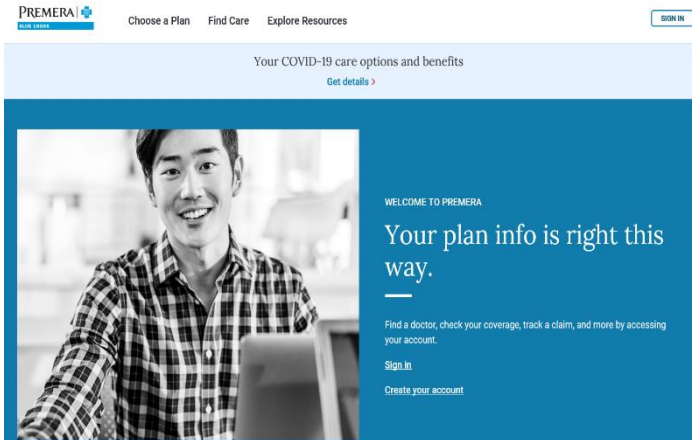 PREMERA
BLUE CROSS
Choose a Plan Find Care Explore Resources
SIGN IN
Your COVID-19 care options and benefits
Get details >
WELCOME TO PREMERA
Your plan info is right this
way.
Find a doctor, check your coverage, track a claim, and more by accessing
your account.
Sign in
Create your account